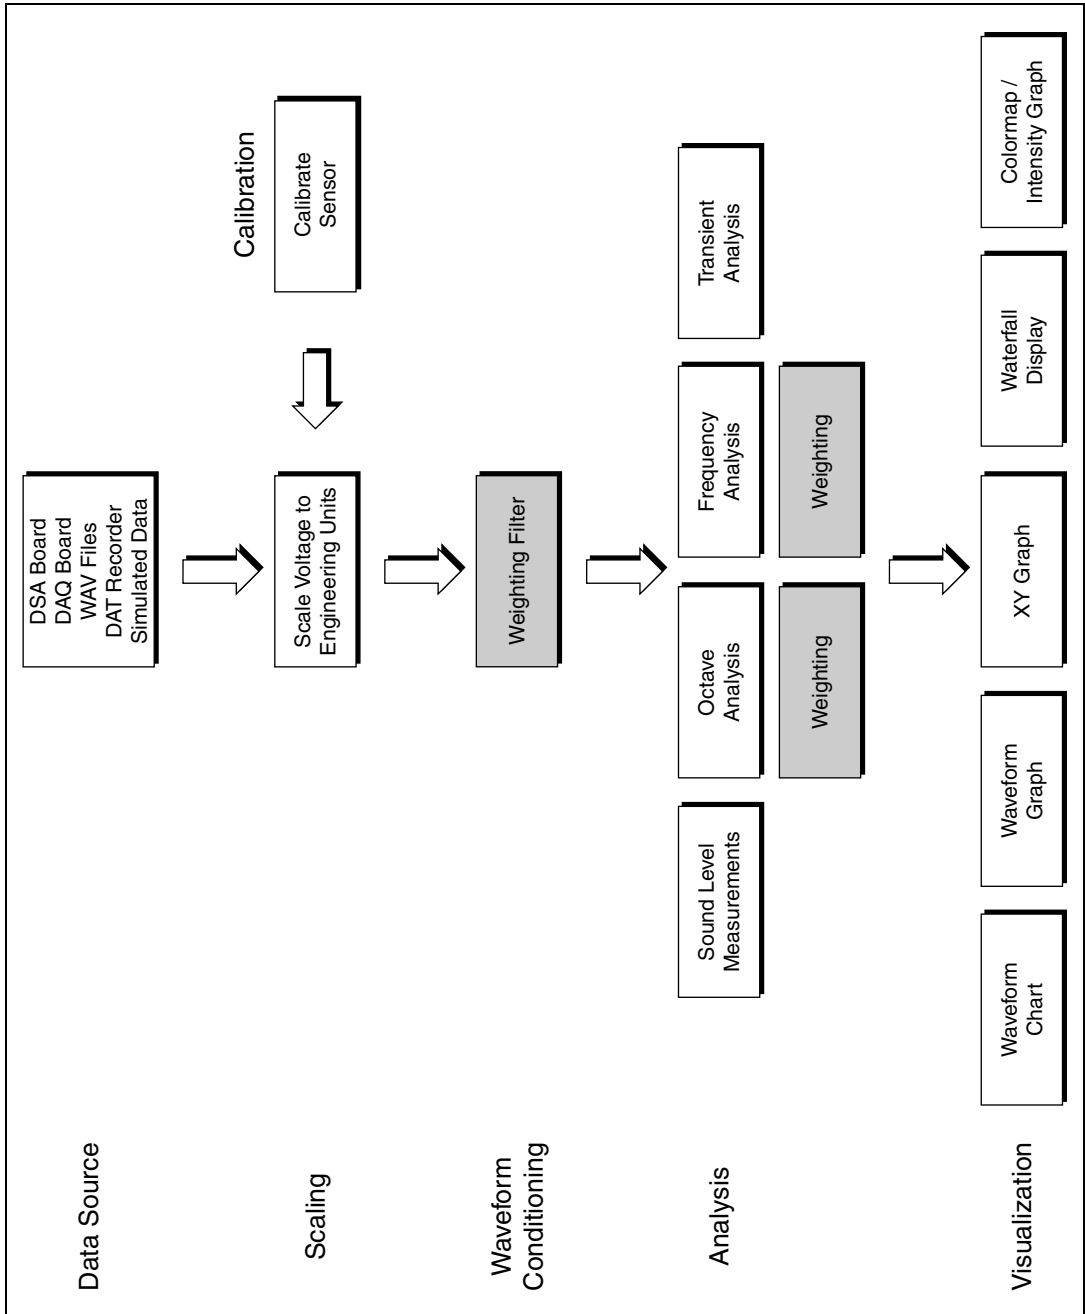 Data Source
DSA Board
DAQ Board
WAV Files
DAT Recorder
Simulated Data
Calibration
Scaling
Scale Voltage to
Engineering Units
Calibrate
Sensor
Waveform
Conditioning
Weighting Filter
Analysis
Sound Level
Measurements
Octave
Analysis
Frequency
Analysis
Transient
Analysis
Weighting
Weighting
Visualization
Waveform
Chart
Waveform
Graph
XY Graph
Waterfall
Display
Colormap /
Intensity Graph